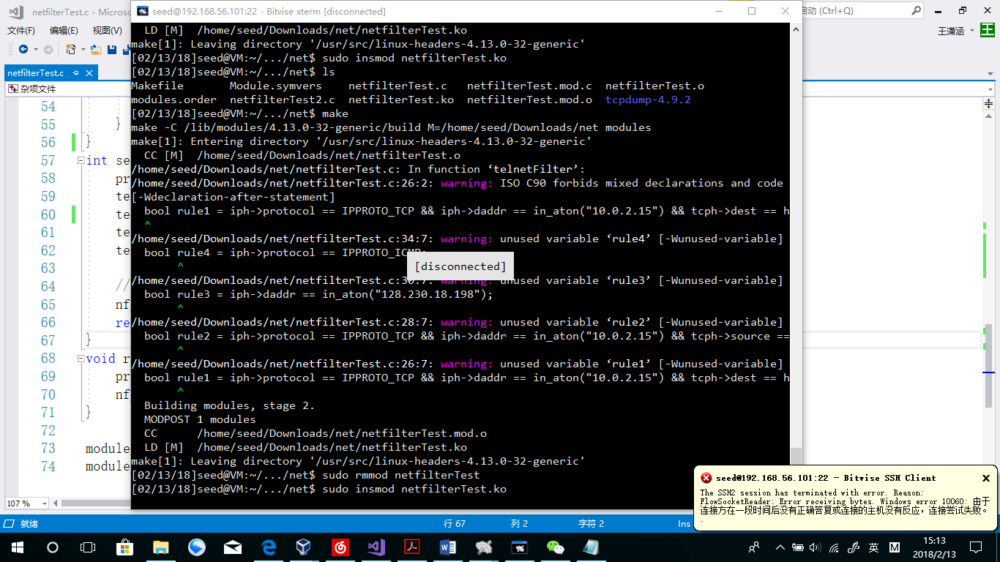 netfilterTest.c - Micros
seed@192.168.56.101:22 - Bitvise xterm [disconnected]
启动 (Ctrl+Q)
文件(F) 编辑(E) 视图(V)
王潇涵
王
netfilterTest.c
杂项文件
LD [M]  /home/seed/Downloads/net/netfilterTest.ko
make[1]: Leaving directory '/usr/src/linux-headers-4.13.0-32-generic'
[02/13/18]seed@VM:~/.../net$ sudo insmod netfilterTest.ko
[02/13/18]seed@VM:~/.../net$ ls
Makefile       Module.symvers    netfilterTest.c   netfilterTest.mod.c  netfilterTest.o
modules.order  netfilterTest2.c  netfilterTest.ko  netfilterTest.mod.o  tcpdump-4.9.2
[02/13/18]seed@VM:~/.../net$ make
make -C /lib/modules/4.13.0-32-generic/build M=/home/seed/Downloads/net modules
make[1]: Entering directory '/usr/src/linux-headers-4.13.0-32-generic'
CC [M]  /home/seed/Downloads/net/netfilterTest.o
/home/seed/Downloads/net/netfilterTest.c: In function ‘telnetFilter’:
/home/seed/Downloads/net/netfilterTest.c:26:2: warning: ISO C90 forbids mixed declarations and code
[-Wdeclaration-after-statement]
bool rule1 = iph->protocol == IPPROTO_TCP && iph->daddr == in_aton("10.0.2.15") && tcph->dest == h
^
/home/seed/Downloads/net/netfilterTest.c:34:7: warning: unused variable ‘rule4’ [-Wunused-variable]
bool rule4 = iph->protocol == IPPROTO_ICMP;
^
[disconnected]
/home/seed/Downloads/net/netfilterTest.c:30:7: warning: unused variable ‘rule3’ [-Wunused-variable]
bool rule3 = iph->daddr == in_aton("128.230.18.198");
^
/home/seed/Downloads/net/netfilterTest.c:28:7: warning: unused variable ‘rule2’ [-Wunused-variable]
bool rule2 = iph->protocol == IPPROTO_TCP && iph->daddr == in_aton("10.0.2.15") && tcph->source ==
^
/home/seed/Downloads/net/netfilterTest.c:26:7: warning: unused variable ‘rule1’ [-Wunused-variable]
bool rule1 = iph->protocol == IPPROTO_TCP && iph->daddr == in_aton("10.0.2.15") && tcph->dest == h
^
Building modules, stage 2.
MODPOST 1 modules
CC      /home/seed/Downloads/net/netfilterTest.mod.o
LD [M]  /home/seed/Downloads/net/netfilterTest.ko
make[1]: Leaving directory '/usr/src/linux-headers-4.13.0-32-generic'
[02/13/18]seed@VM:~/.../net$ sudo rmmod netfilterTest
[02/13/18]seed@VM:~/.../net$ sudo insmod netfilterTest.ko
54
55 }
56 }
57 int se
58 pr
59 te
60 te
61 te
62 te
63
64 //
65 nf
66 re
67 }
68 void r
69 pr
70 nf
71 }
72
73 module
74 module
107 %
seed@192.168.56.101:22 - Bitvise SSH Client
The SSH2 session has terminated with error. Reason:
FlowSocketReader: Error receiving bytes. Windows error 10060: 由于
连接方在一段时间后没有正确答复或连接的主机没有反应，连接尝试失败。
.
就绪 行 67 列 2 字符 2 Ins
英 M
15:13
2018/2/13